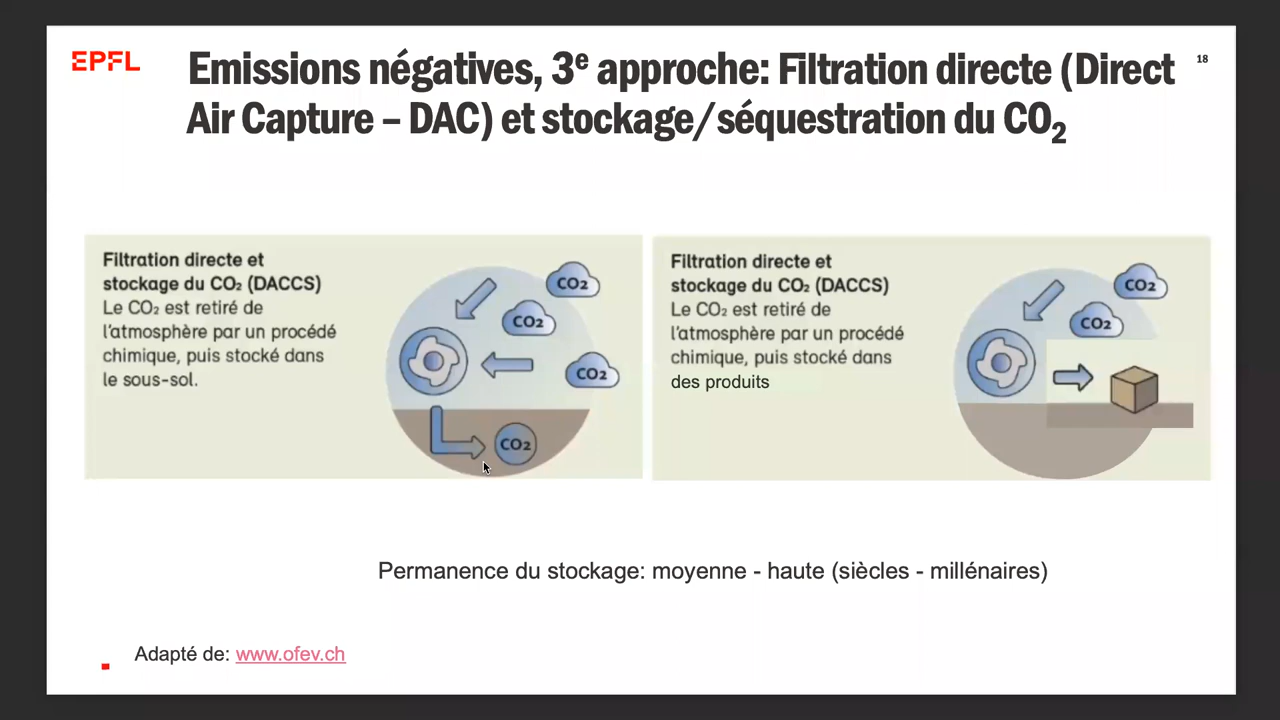 EPFL
Emissions négatives, 3e approche: Filtration directe (Direct
Air Capture – DAC) et stockage/séquestration du CO2
18
Filtration directe et
stockage du CO2 (DACCS)
Le CO2 est retiré de
l'atmosphère par un procédé
chimique, puis stocké dans
le sous-sol.
CO2
CO2
CO2
CO2
Filtration directe et
stockage du CO2 (DACCS)
Le CO2 est retiré de
l'atmosphère par un procédé
chimique, puis stocké dans
des produits
CO2
CO2
Permanence du stockage: moyenne - haute (siècles - millénaires)
Adapté de: www.ofev.ch